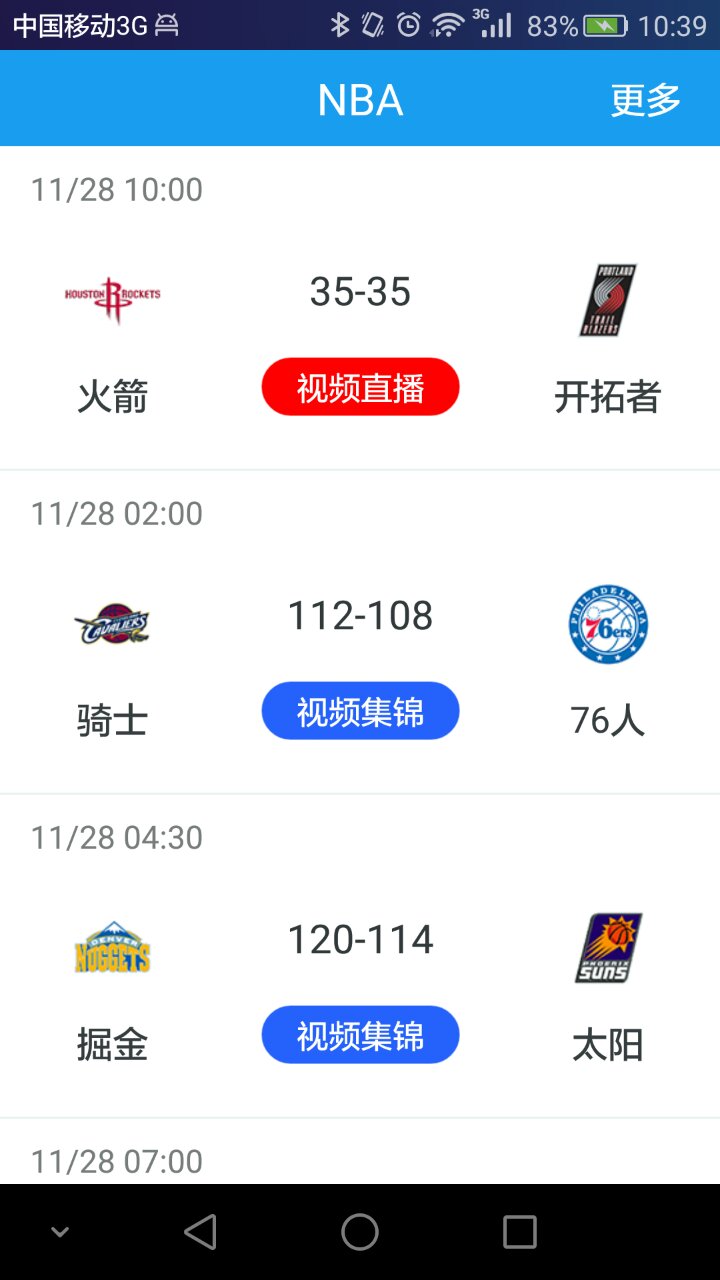 中国移动3G 3G 83% 10:39
NBA 更多
11/28 10:00
HOUSTON ROCKETS 35-35 PORTLAND TRAIL BLAZERS
火箭 视频直播 开拓者
11/28 02:00
CAVALIERS 112-108 PHILADELPHIA 76ers
骑士 视频集锦 76人
11/28 04:30
DENVER NUGGETS 120-114 PHOENIX SUNS
掘金 视频集锦 太阳
11/28 07:00